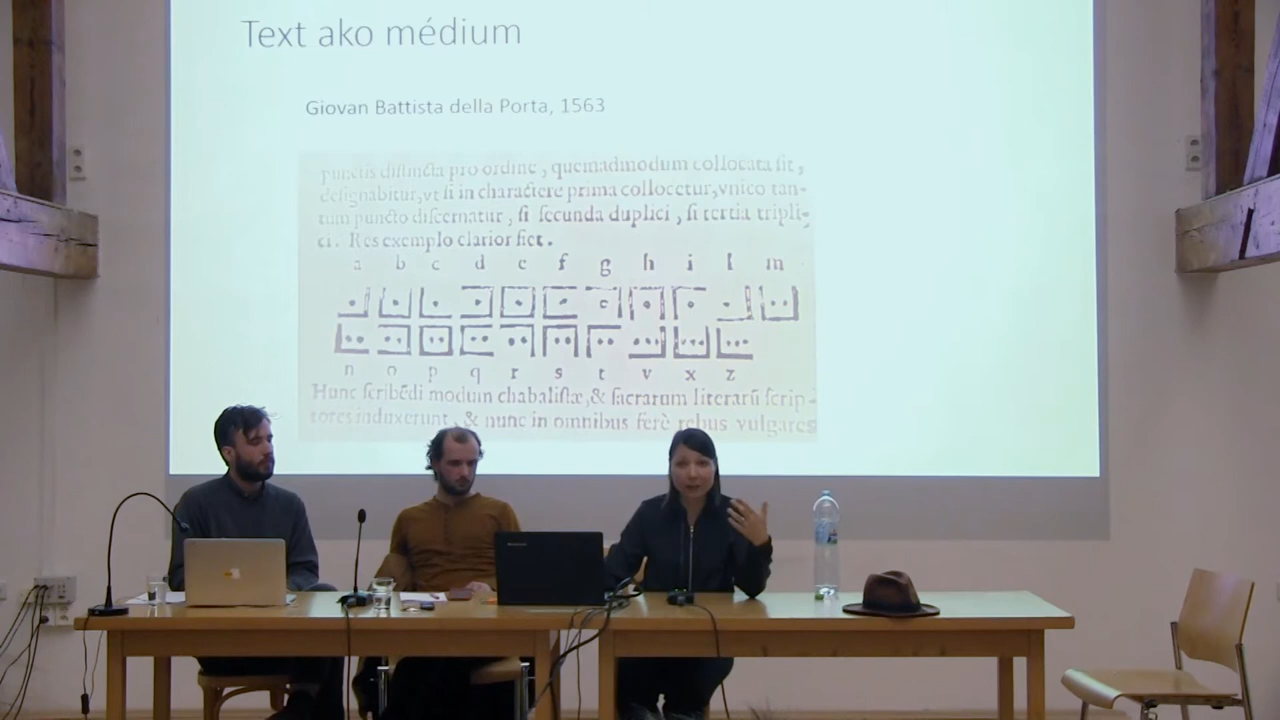 Text ako médium
Giovan Battista della Porta, 1563
punctis distincta pro ordine, quemadmodum collocata sit,
designabitur, vt si in charactere prima collocetur, vnico tan-
tum puncto discernatur, si secunda duplici, si tertia tripli-
ci. Res exemplo clarior fiet.
a b c d e f g h i l m
n o p q r s t v x z
Hunc scribēdi modum chabalistæ, & sacrarum literarū scrip-
tores induxerunt, & nunc in omnibus ferè rebus vulgares